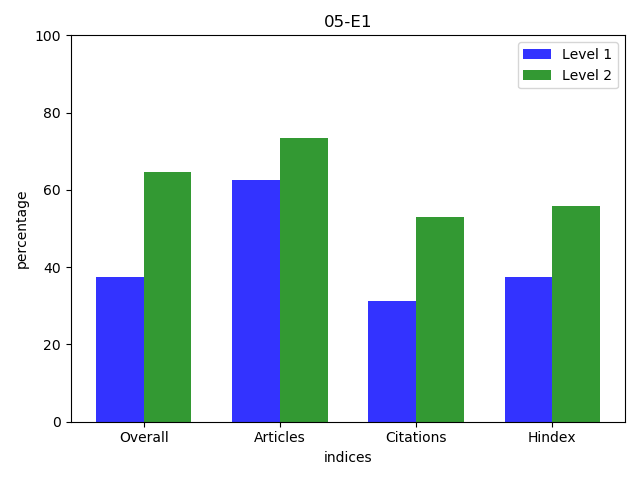 05-E1
100
80
60
40
20
0
percentage
Level 1
Level 2
Overall Articles Citations Hindex
indices